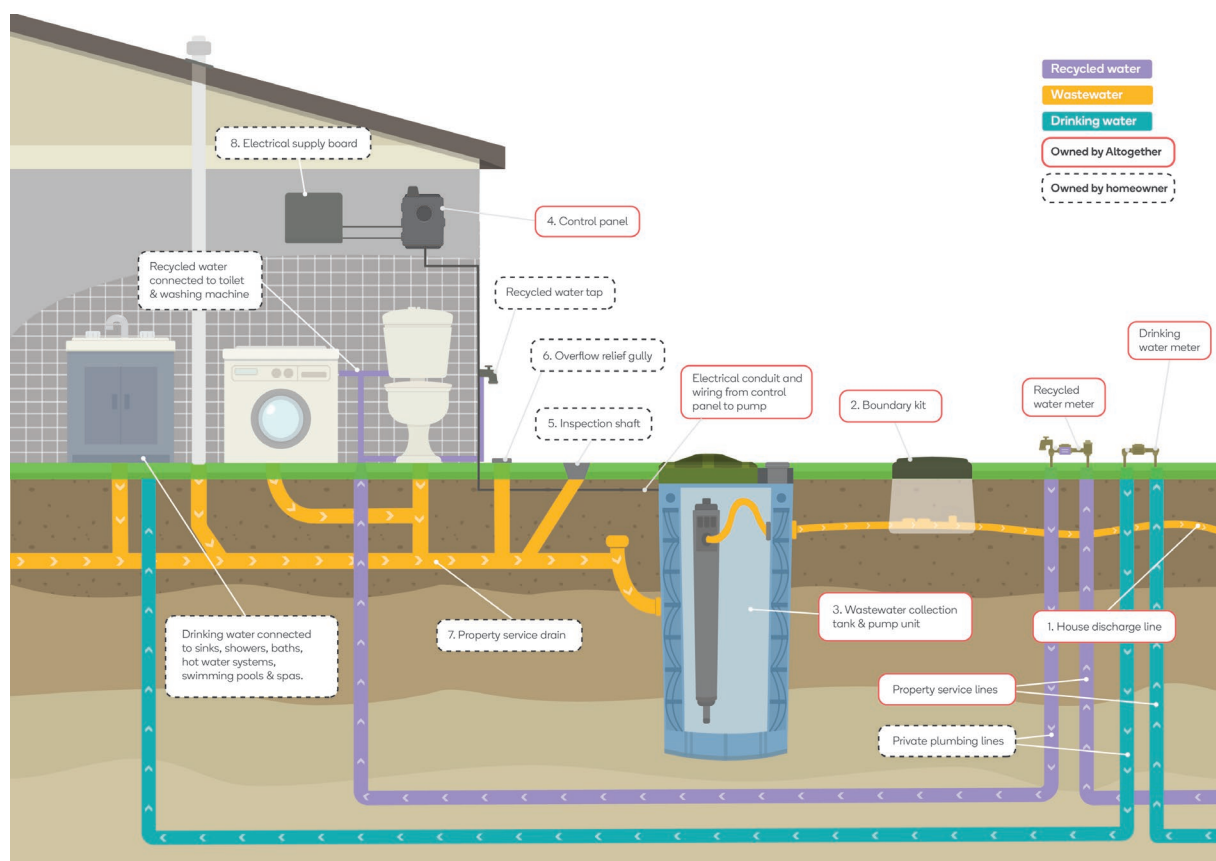 Recycled water
Wastewater
Drinking water
Owned by Altogether
Owned by homeowner
8. Electrical supply board
4. Control panel
Recycled water
connected to toilet
& washing machine
Recycled water tap
6. Overflow relief gully
5. Inspection shaft
Electrical conduit and
wiring from control
panel to pump
2. Boundary kit
Recycled
water meter
Drinking
water meter
Drinking water connected
to sinks, showers, baths,
hot water systems,
swimming pools & spas.
7. Property service drain
3. Wastewater collection
tank & pump unit
1. House discharge line
Property service lines
Private plumbing lines